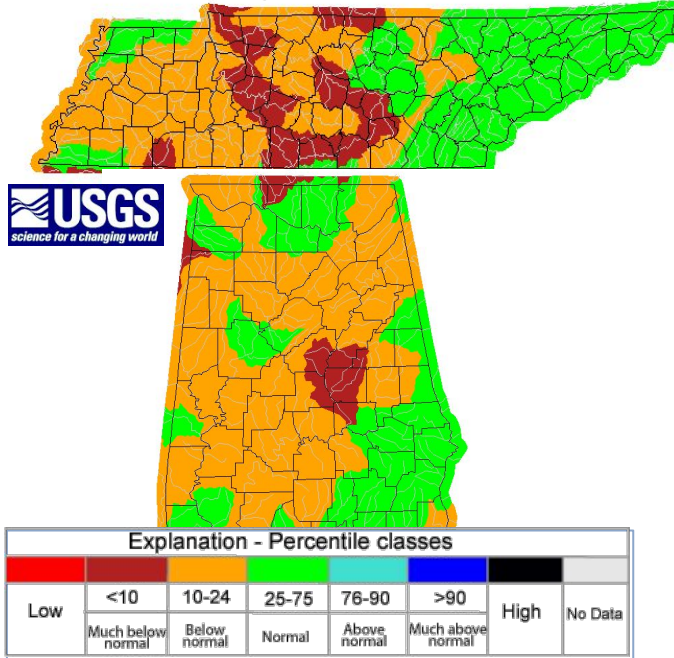 USGS
science for a changing world
Explanation - Percentile classes
Low
<10
10-24
25-75
76-90
>90
High
No Data
Much below
normal
Below
normal
Normal
Above
normal
Much above
normal